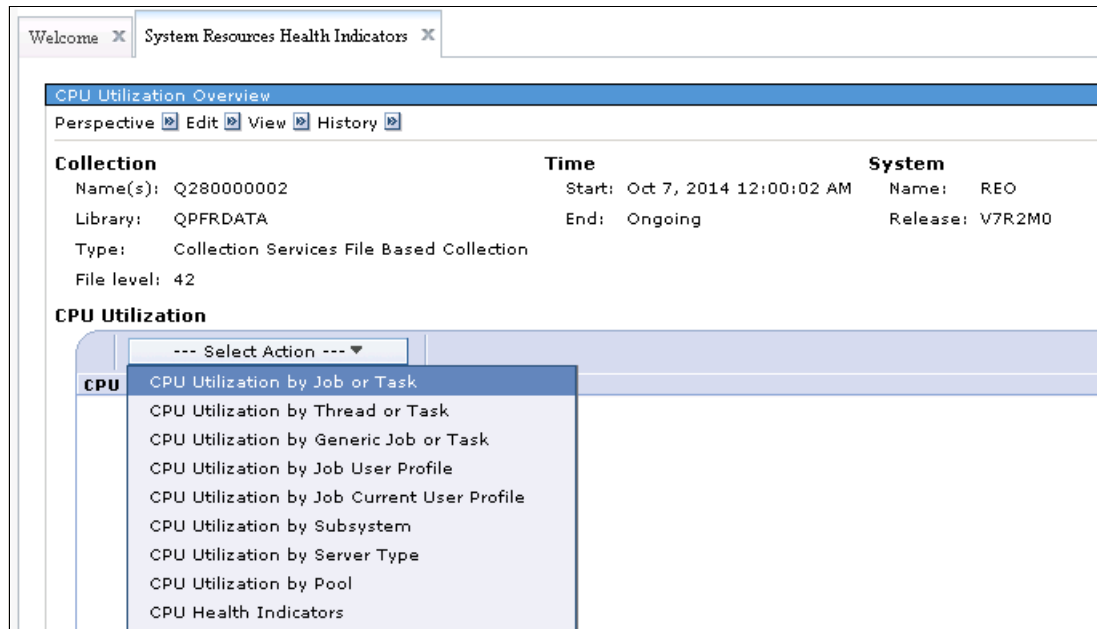 Welcome X System Resources Health Indicators X
CPU Utilization Overview
Perspective Edit View History
Collection Time System
Name(s): Q280000002 Start: Oct 7, 2014 12:00:02 AM Name: REO
Library: QPFRDATA End: Ongoing Release: V7R2M0
Type: Collection Services File Based Collection
File level: 42
CPU Utilization
--- Select Action ---
CPU CPU Utilization by Job or Task
CPU Utilization by Thread or Task
CPU Utilization by Generic Job or Task
CPU Utilization by Job User Profile
CPU Utilization by Job Current User Profile
CPU Utilization by Subsystem
CPU Utilization by Server Type
CPU Utilization by Pool
CPU Health Indicators